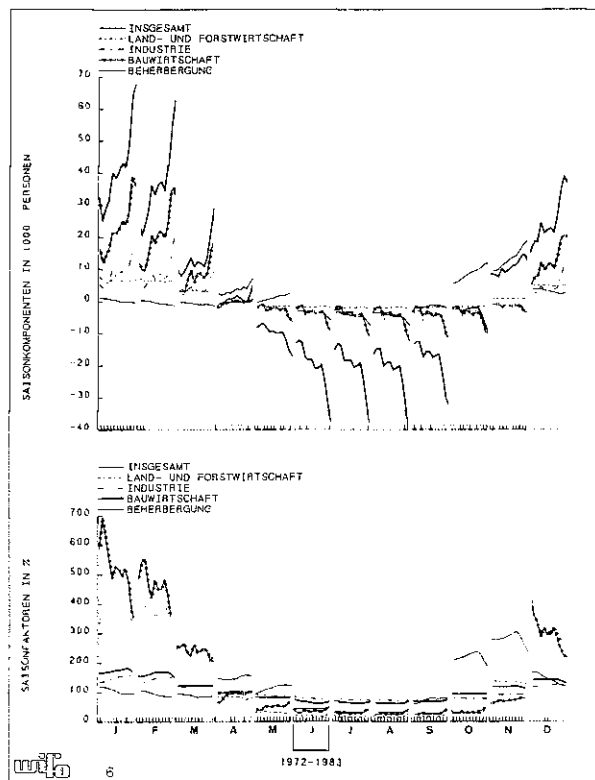 INSGESAMT
LAND- UND FORSTWIRTSCHAFT
INDUSTRIE
BAUWIRTSCHAFT
BEHERBERGUNG
70
60
50
40
30
20
10
0
-10
-20
-30
-40
SAISONKOMPONENTEN IN 1000 PERSONEN
INSGESAMT
LAND- UND FORSTWIRTSCHAFT
INDUSTRIE
BAUWIRTSCHAFT
BEHERBERGUNG
700
600
500
400
300
200
100
0
SAISONFAKTOREN IN %
J F M A M J J A S O N D
1972-1983
wifo 6